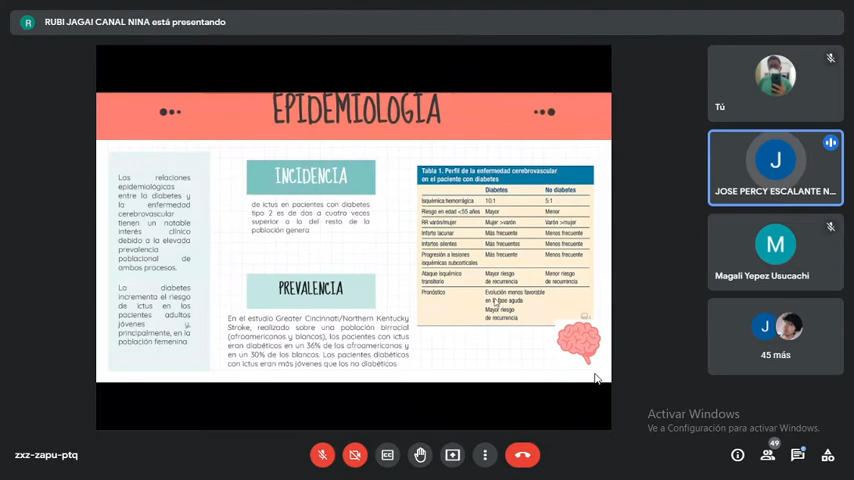 R
RUBI JAGAI CANAL NINA está presentando
EPIDEMIOLOGIA
Las relaciones
epidemiológicas
entre la diabetes y
la enfermedad
cerebrovascular
tienen un notable
interés clínico
debido a la elevada
prevalencia
poblacional de
ambos procesos.
La diabetes
incrementa el riesgo
de ictus en los
pacientes adultos
jóvenes y,
principalmente, en la
población femenina
INCIDENCIA
de ictus en pacientes con diabetes
tipo 2 es de dos a cuatro veces
superior a la del resto de la
población genera
PREVALENCIA
En el estudio Greater Cincinnati/Northern Kentucky
Stroke, realizado sobre una población birracial
(afroamericanos y blancos), los pacientes con ictus
eran diabéticos en un 36% de los afroamericanos y
en un 30% de los blancos. Los pacientes diabéticos
con ictus eran más jóvenes que los no diabéticos
Tabla 1. Perfil de la enfermedad cerebrovascular
en el paciente con diabetes
Diabetes No diabetes
Isquémica:hemorrágica 10:1 5:1
Riesgo en edad <55 años Mayor Menor
RR varón/mujer Mujer >varón Varón >mujer
Infarto lacunar Más frecuente Menos frecuente
Infartos silentes Más frecuentes Menos frecuentes
Progresión a lesiones Más frecuente Menos frecuente
isquémicas subcorticales
Ataque isquémico Mayor riesgo Menor riesgo
transitorio de recurrencia de recurrencia
Pronóstico Evolución menos favorable
en fase aguda
Mayor riesgo
de recurrencia
Tú
J
JOSE PERCY ESCALANTE N...
M
Magali Yepez Usucachi
J
45 más
Activar Windows
Ve a Configuración para activar Windows.
zxz-zapu-ptq
CC
49